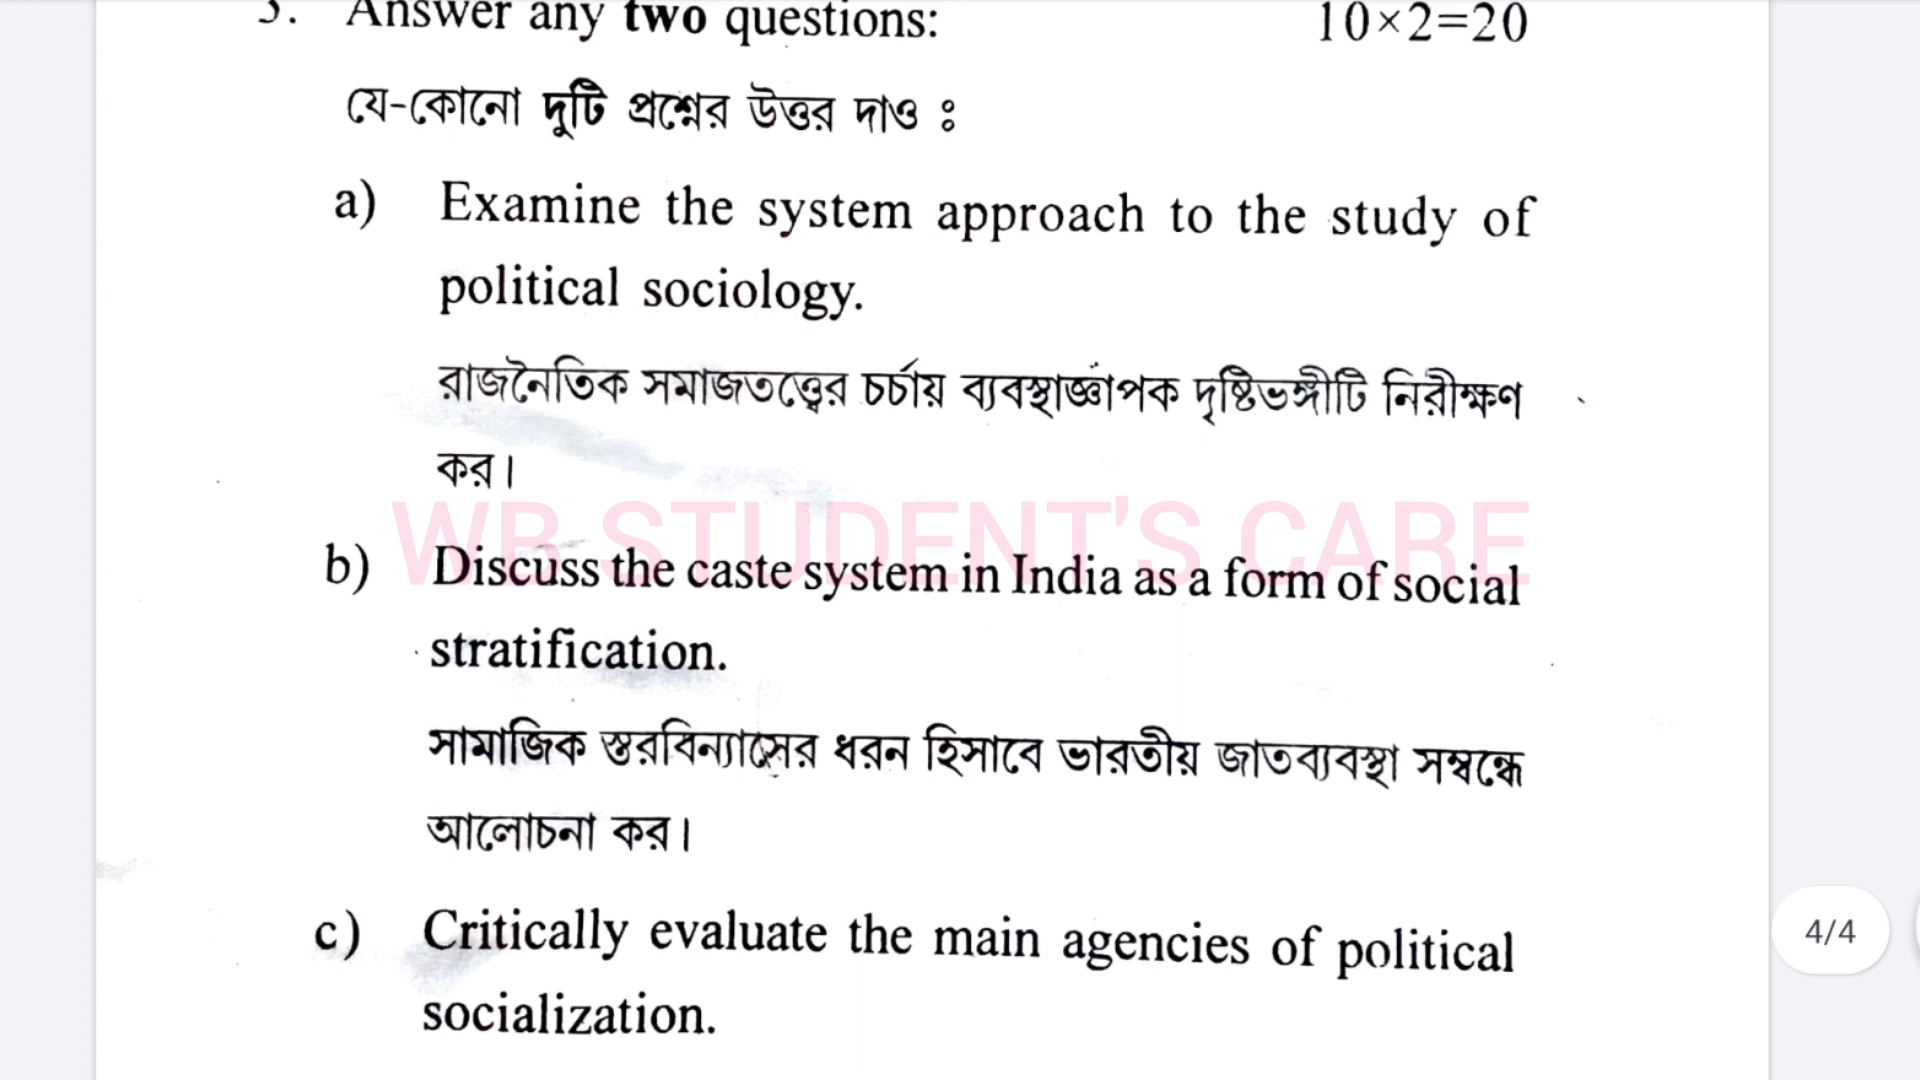 3. Answer any two questions: 10×2=20
যে-কোনো দুটি প্রশ্নের উত্তর দাও ঃ
a) Examine the system approach to the study of
political sociology.
রাজনৈতিক সমাজতত্ত্বের চর্চায় ব্যবস্থাজ্ঞাপক দৃষ্টিভঙ্গীটি নিরীক্ষণ
কর।
WB STUDENT'S CARE
b) Discuss the caste system in India as a form of social
stratification.
সামাজিক স্তরবিন্যাসের ধরন হিসাবে ভারতীয় জাতব্যবস্থা সম্বন্ধে
আলোচনা কর।
c) Critically evaluate the main agencies of political
socialization.
4/4